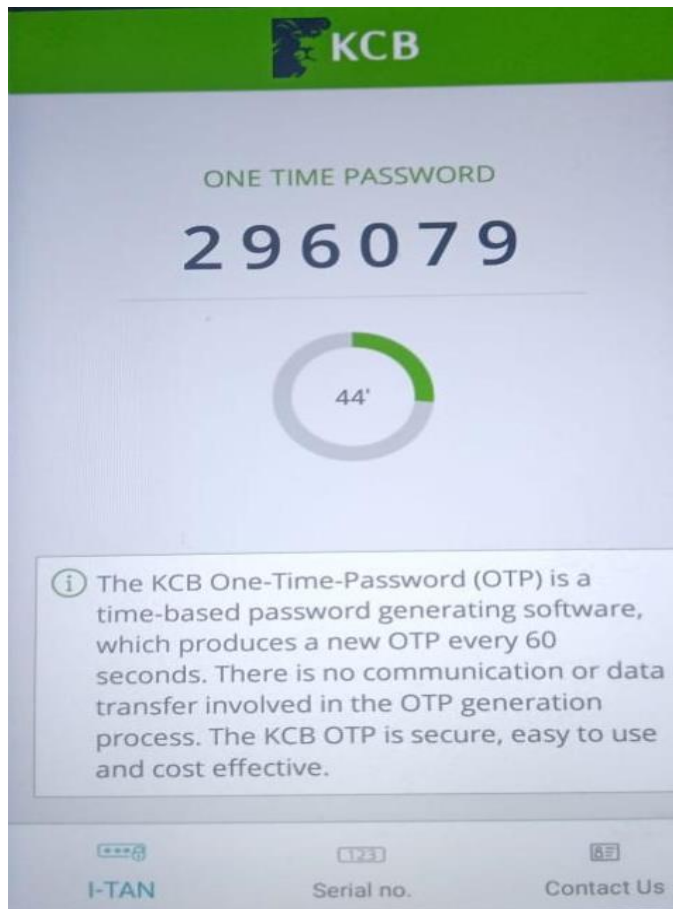 KCB
ONE TIME PASSWORD
296079
44'
The KCB One-Time-Password (OTP) is a
time-based password generating software,
which produces a new OTP every 60
seconds. There is no communication or data
transfer involved in the OTP generation
process. The KCB OTP is secure, easy to use
and cost effective.
123
I-TAN
Serial no.
Contact Us